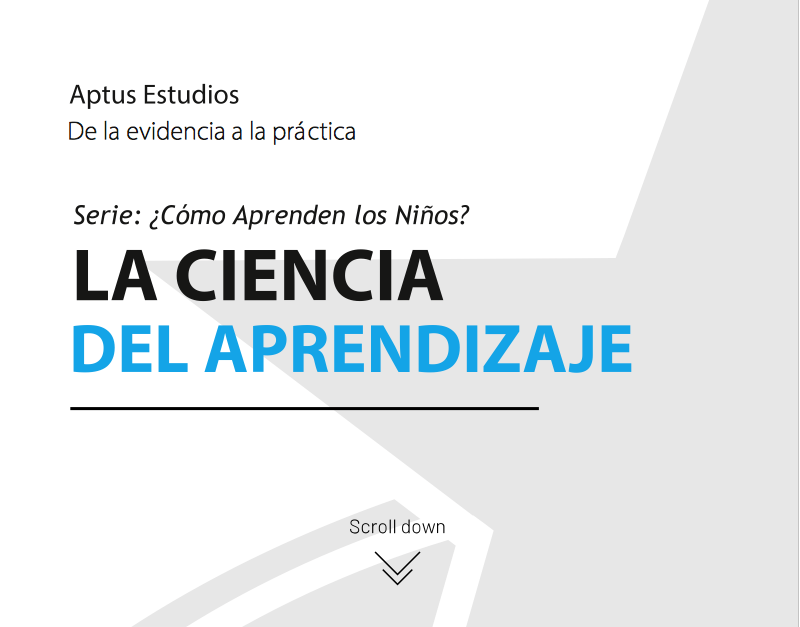 Aptus Estudios
De la evidencia a la práctica
Serie: ¿Cómo Aprenden los Niños?
LA CIENCIA
DEL APRENDIZAJE
Scroll down